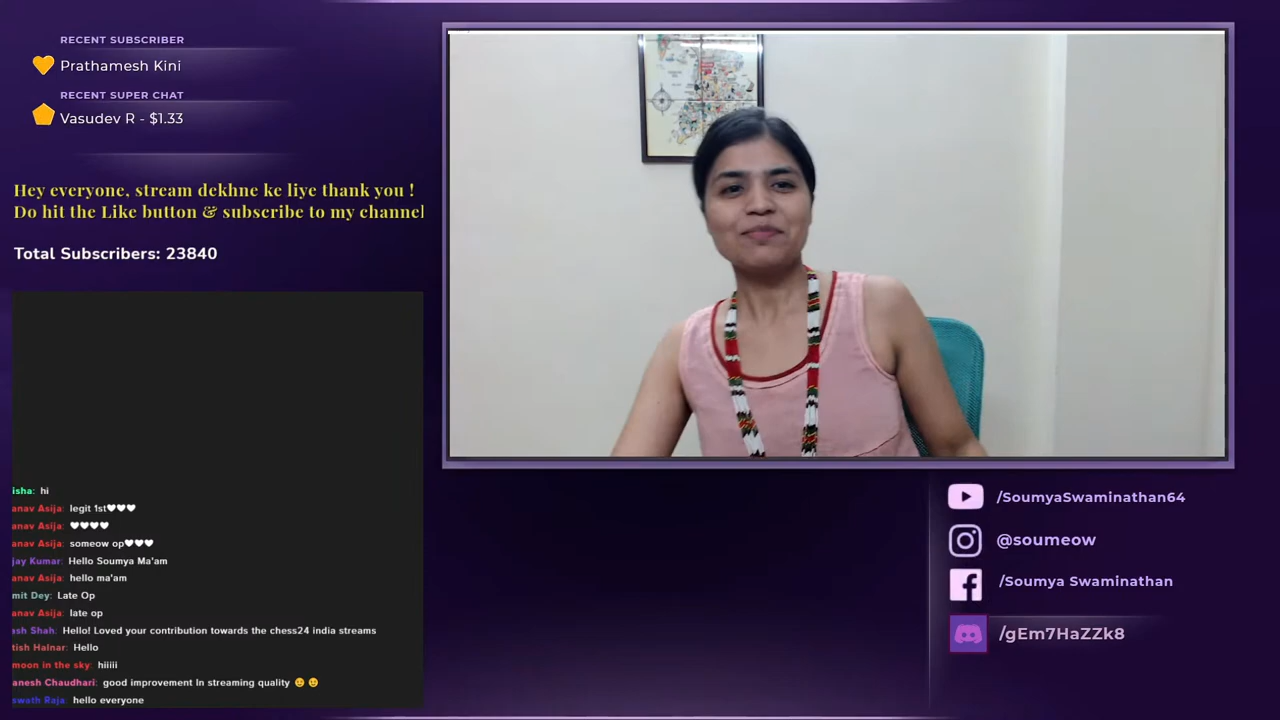 RECENT SUBSCRIBER
Prathamesh Kini
RECENT SUPER CHAT
Vasudev R - $1.33
Hey everyone, stream dekhne ke liye thank you !
Do hit the Like button & subscribe to my channel
Total Subscribers: 23840
isha: hi
anav Asija: legit 1st🤍🤍🤍
anav Asija: 🤍🤍🤍🤍
anav Asija: someow op🤍🤍🤍
jay Kumar: Hello Soumya Ma'am
anav Asija: hello ma'am
mit Dey: Late Op
anav Asija: late op
ash Shah: Hello! Loved your contribution towards the chess24 india streams
tish Halnar: Hello
moon in the sky: hiiiii
anesh Chaudhari: good improvement In streaming quality 😉 😉
swath Raja: hello everyone
/SoumyaSwaminathan64
@soumeow
/Soumya Swaminathan
/gEm7HaZZk8